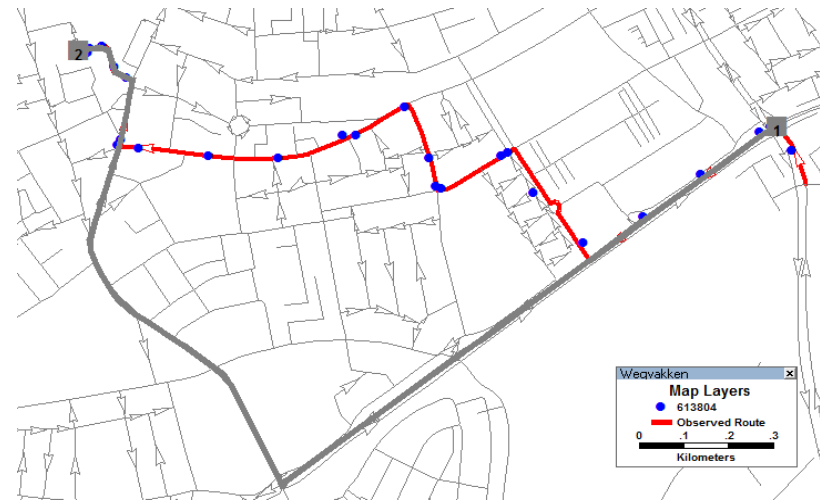 2
1
Wegvakken x
Map Layers
613804
Observed Route
0 .1 .2 .3
Kilometers